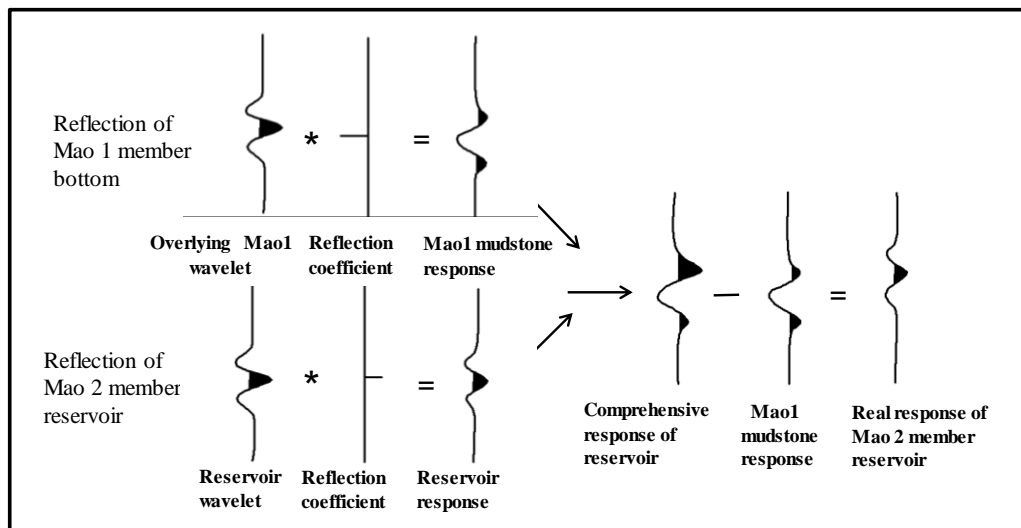 Reflection of
Mao 1 member
bottom
*
=
Overlying Mao1
wavelet
Reflection
coefficient
Mao1 mudstone
response
Reflection of
Mao 2 member
reservoir
*
=
Reservoir
wavelet
Reflection
coefficient
Reservoir
response
—
=
Comprehensive
response of
reservoir
Mao1
mudstone
response
Real response of
Mao 2 member
reservoir